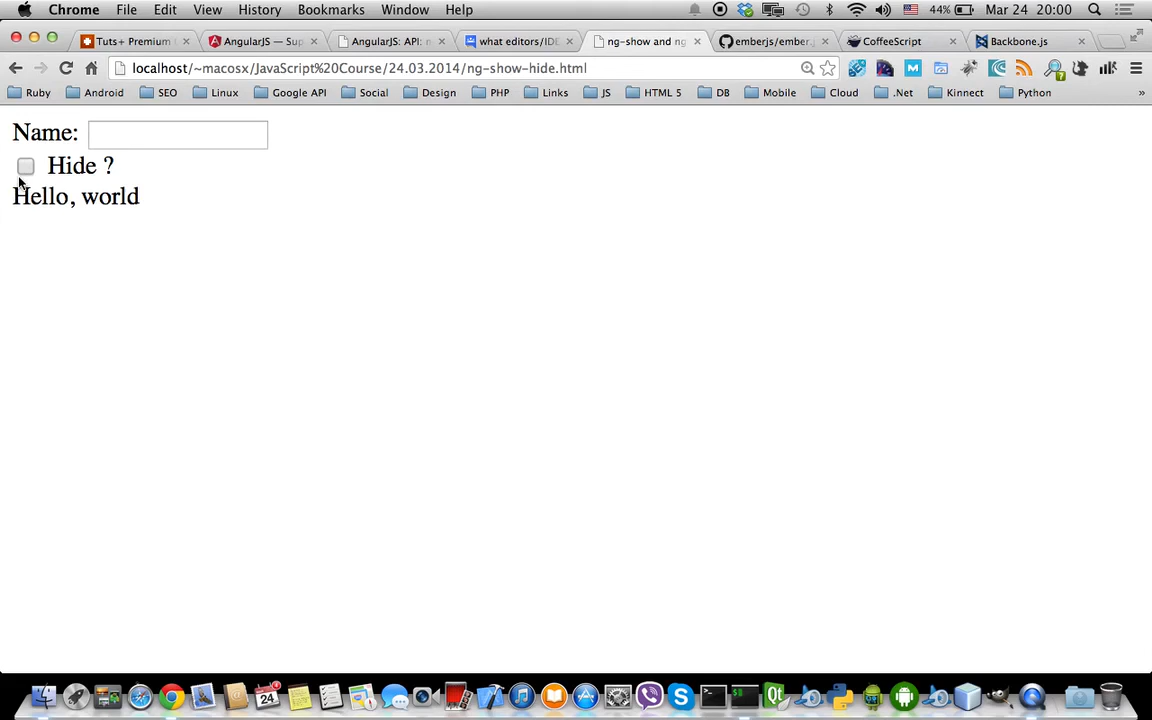 Chrome File Edit View History Bookmarks Window Help 44% Mar 24 20:00
Tuts+ Premium AngularJS — Sup AngularJS: API: n what editors/IDE ng-show and ng emberjs/ember. CoffeeScript Backbone.js
localhost/~macosx/JavaScript%20Course/24.03.2014/ng-show-hide.html
Ruby Android SEO Linux Google API Social Design PHP Links JS HTML 5 DB Mobile Cloud .Net Kinnect Python »
Name:
Hide ?
Hello, world
24